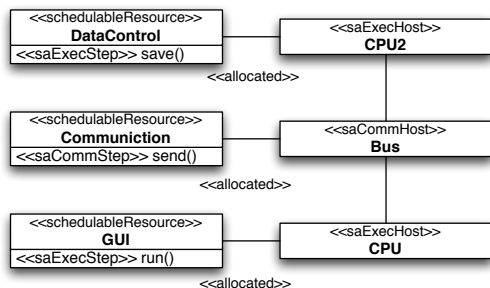 <<schedulableResource>>
DataControl
<<saExecStep>> save()
<<saExecHost>>
CPU2
<<allocated>>
<<schedulableResource>>
Communiction
<<saCommStep>> send()
<<saCommHost>>
Bus
<<allocated>>
<<schedulableResource>>
GUI
<<saExecStep>> run()
<<saExecHost>>
CPU
<<allocated>>